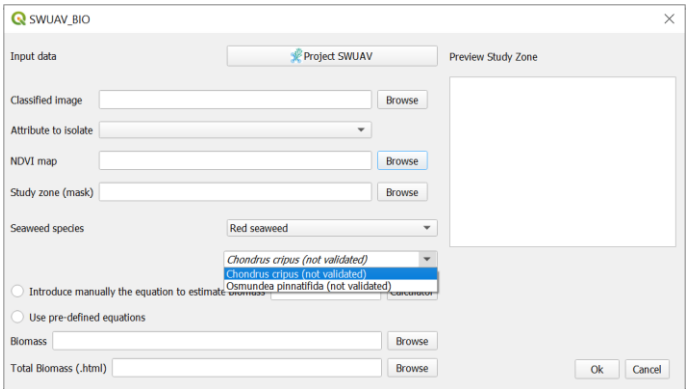 SWUAV_BIO
Input data
Project SWUAV
Preview Study Zone
Classified image
Browse
Attribute to isolate
NDVI map
Browse
Study zone (mask)
Browse
Seaweed species
Red seaweed
Chondrus cripus (not validated)
Chondrus cripus (not validated)
Osmundea pinnatifida (not validated)
Introduce manually the equation to estimate biomass
Calculator
Use pre-defined equations
Biomass
Browse
Total Biomass (.html)
Browse
Ok
Cancel